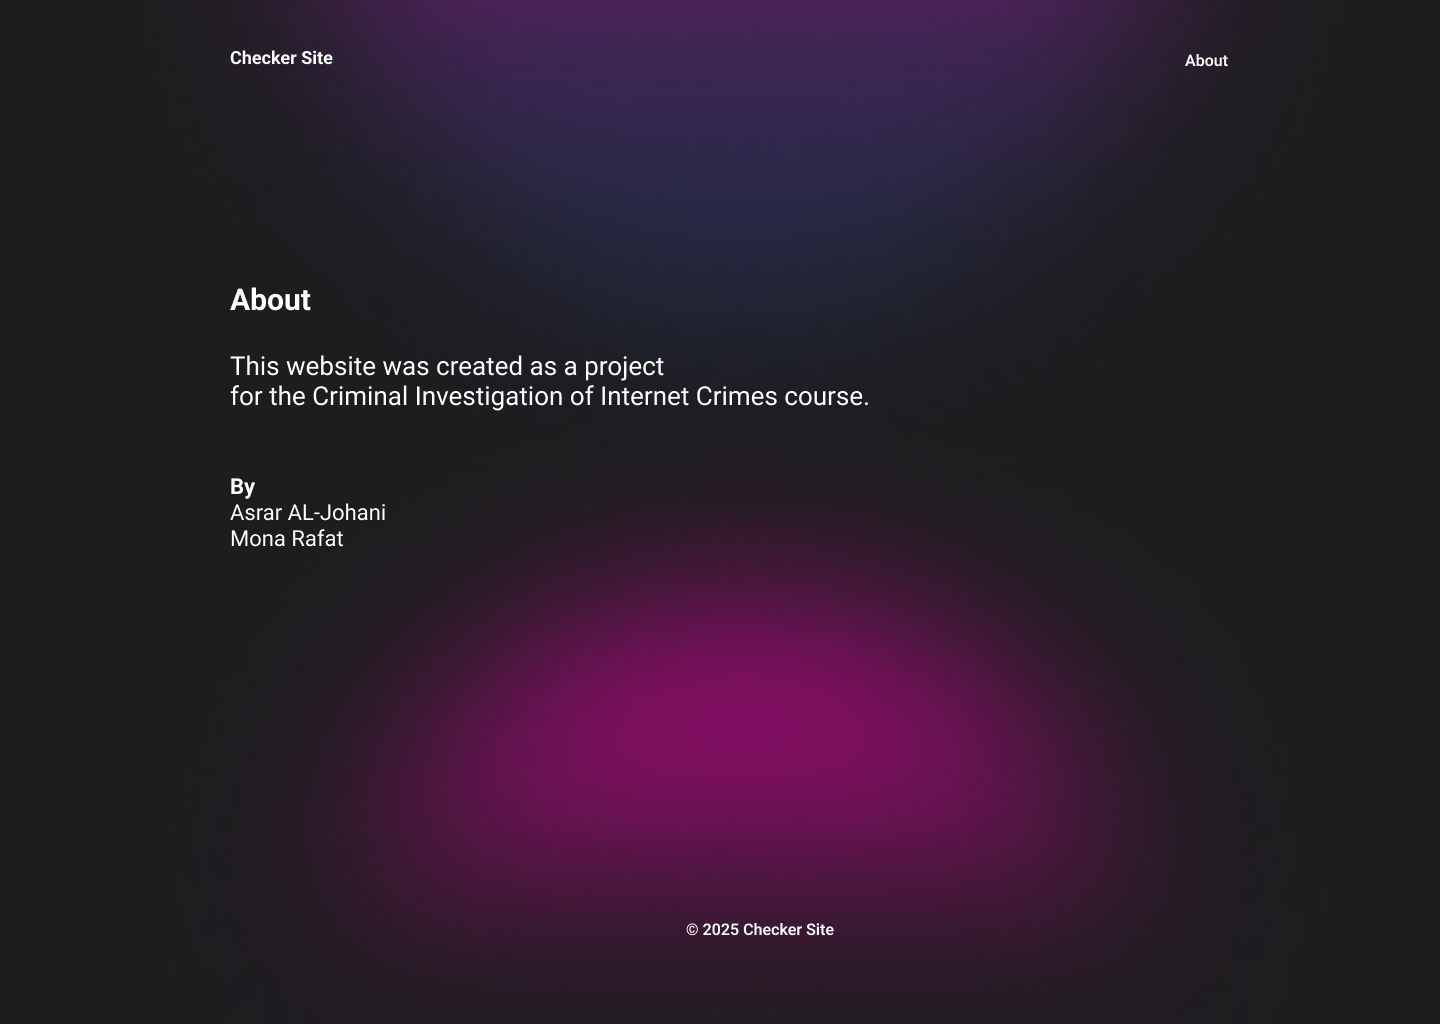 Checker Site
About
About
This website was created as a project
for the Criminal Investigation of Internet Crimes course.
By
Asrar AL-Johani
Mona Rafat
© 2025 Checker Site